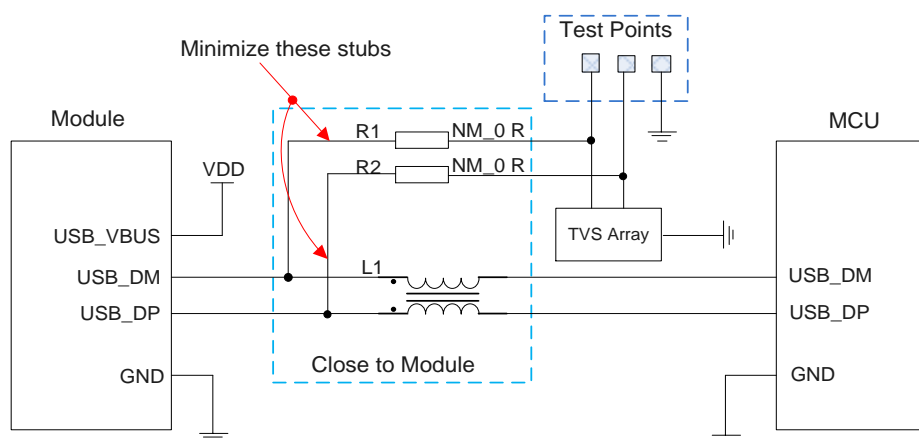 Test Points
Minimize these stubs
Module
MCU
R1
NM_0 R
VDD
R2
NM_0 R
TVS Array
USB_VBUS
USB_DM
L1
USB_DM
USB_DP
USB_DP
Close to Module
GND
GND